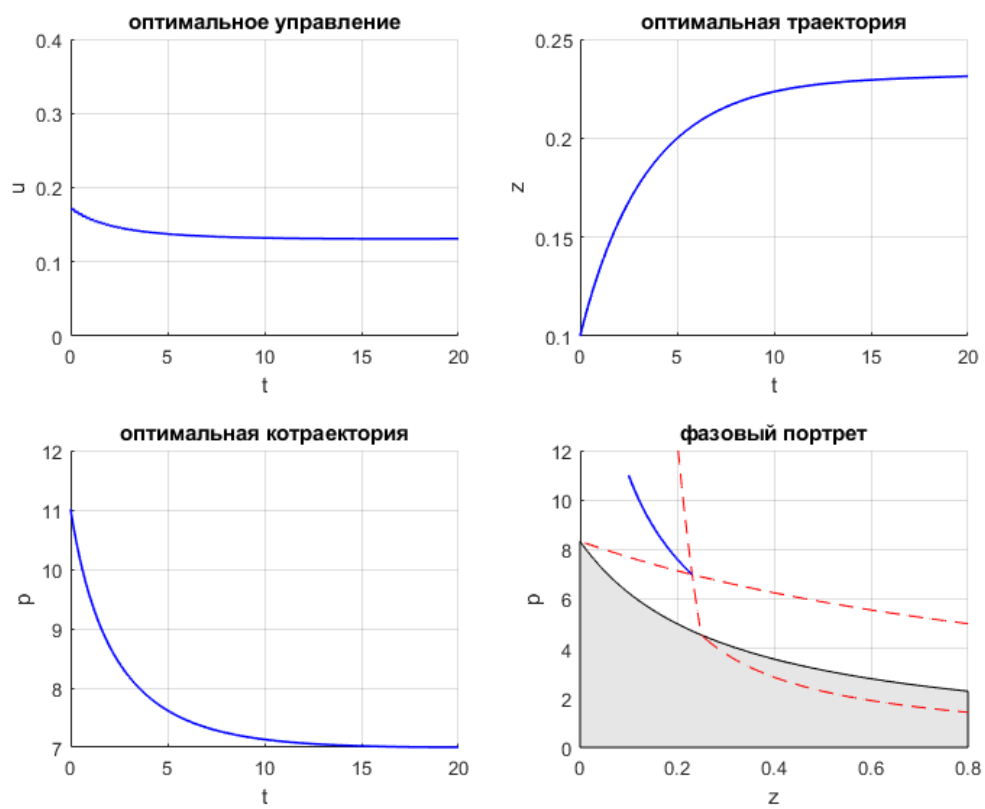 оптимальное управление
0.4
0.3
0.2
0.1
0
u
0 5 10 15 20
t
оптимальная траектория
0.25
0.2
0.15
0.1
z
0 5 10 15 20
t
оптимальная котраектория
12
11
10
9
8
7
p
0 5 10 15 20
t
фазовый портрет
12
10
8
6
4
2
0
p
0 0.2 0.4 0.6 0.8
z